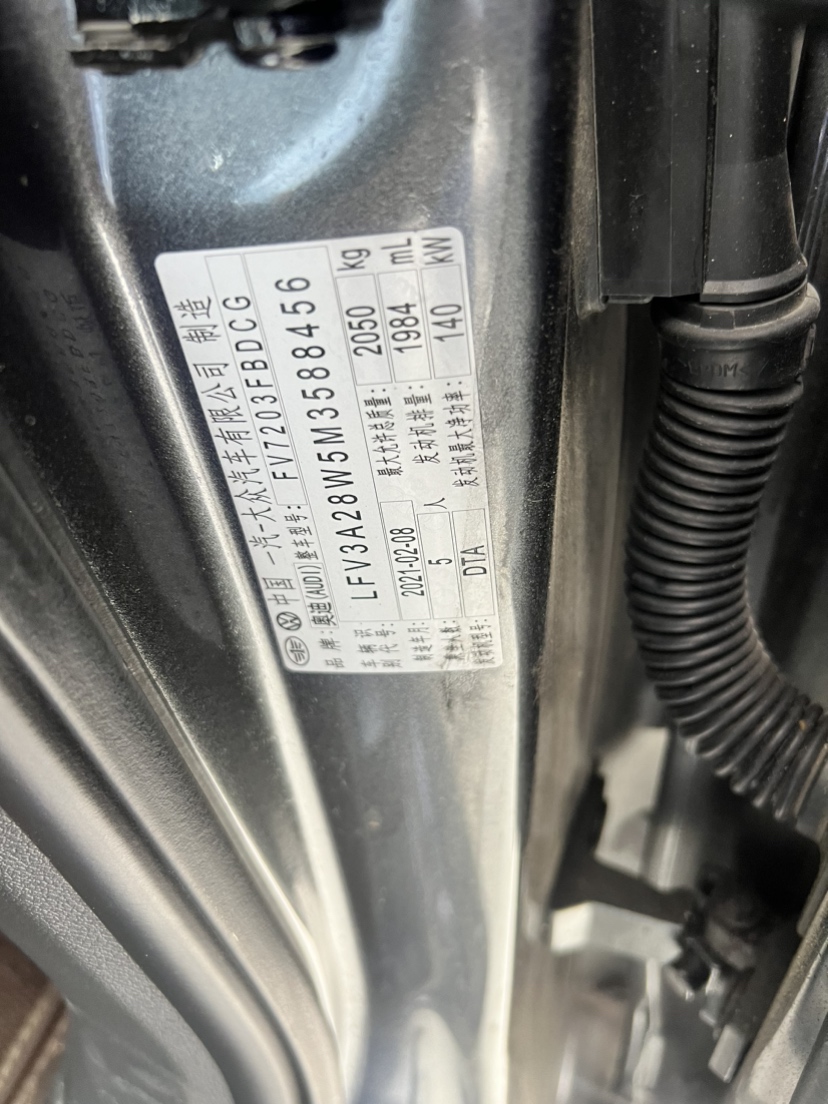 中国 一汽-大众汽车有限公司 制造
品 牌: 奥迪(AUDI) 整车型号: FV7203FBDCG
车辆识别代号: LFV3A28W5M3588456
制造年月: 2021-02-08 最大允许总质量: 2050 kg
乘坐人数: 5 人 发动机排量: 1984 mL
发动机型号: DTA 发动机最大净功率: 140 kW